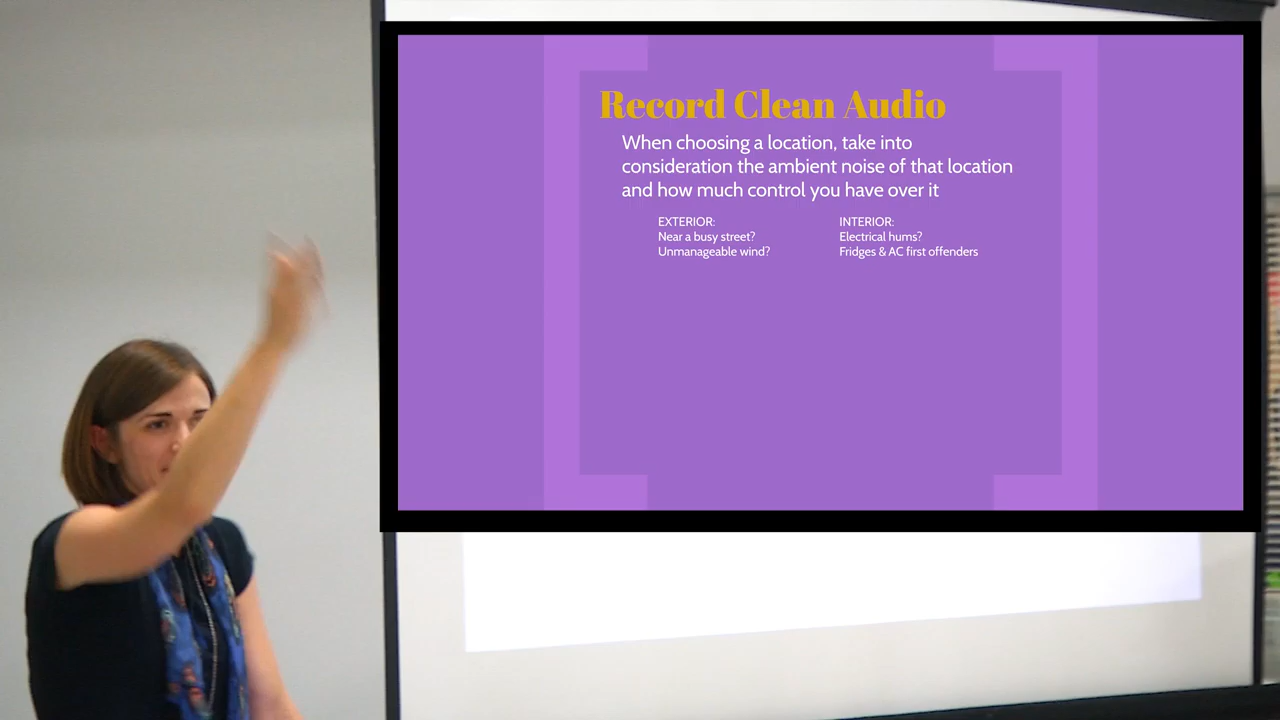 Record Clean Audio
When choosing a location, take into
consideration the ambient noise of that location
and how much control you have over it
EXTERIOR:
Near a busy street?
Unmanageable wind?
INTERIOR:
Electrical hums?
Fridges & AC first offenders